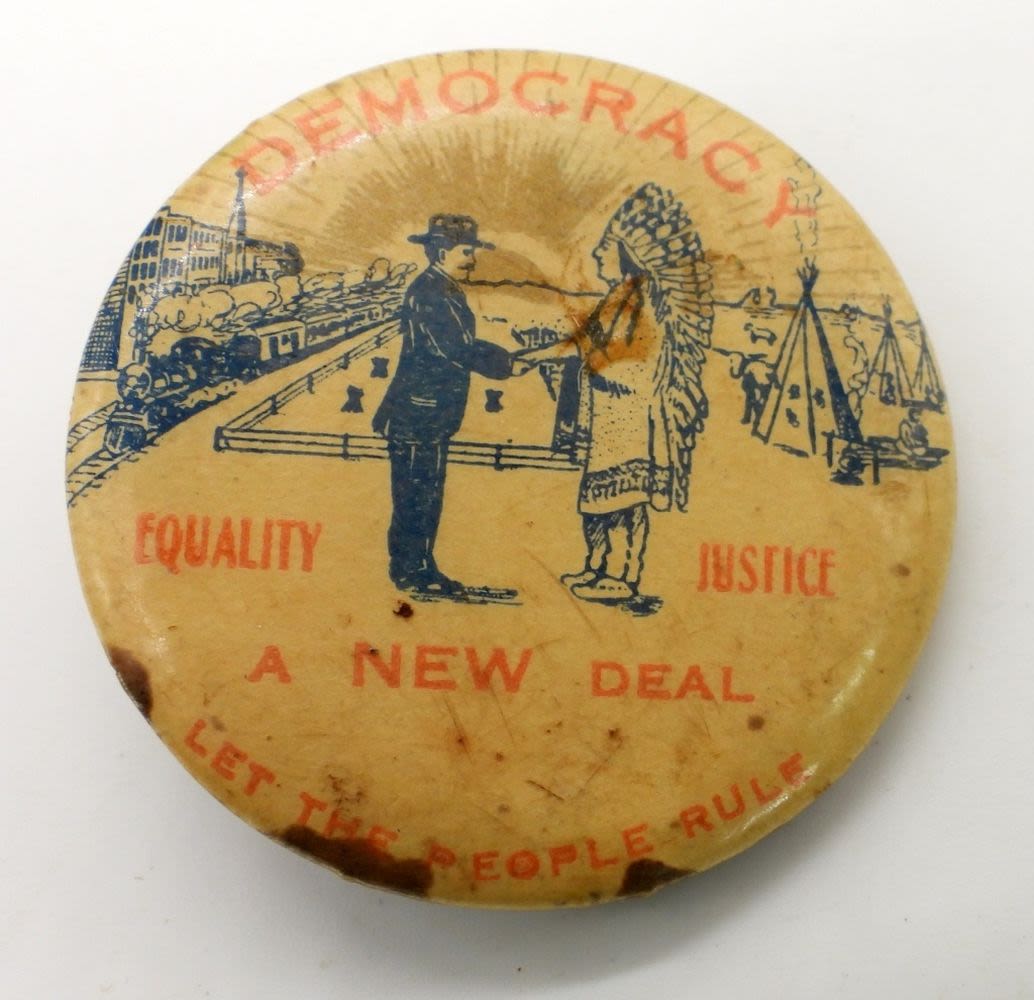 DEMOCRACY
EQUALITY
JUSTICE
A NEW DEAL
LET THE PEOPLE RULE